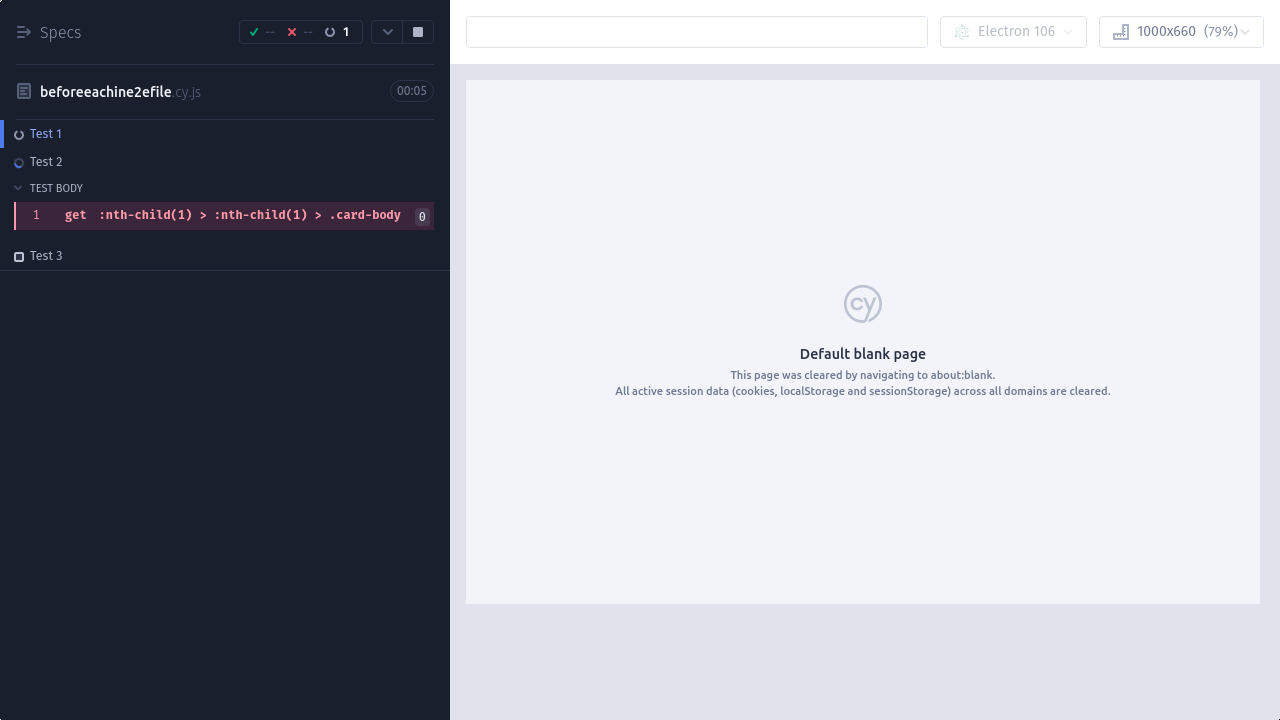 Specs
-- -- 1
beforeeachine2efile.cy.js 00:05
Test 1
Test 2
TEST BODY
1 get :nth-child(1) > :nth-child(1) > .card-body 0
Test 3
Electron 106
1000x660 (79%)
cy
Default blank page
This page was cleared by navigating to about:blank.
All active session data (cookies, localStorage and sessionStorage) across all domains are cleared.